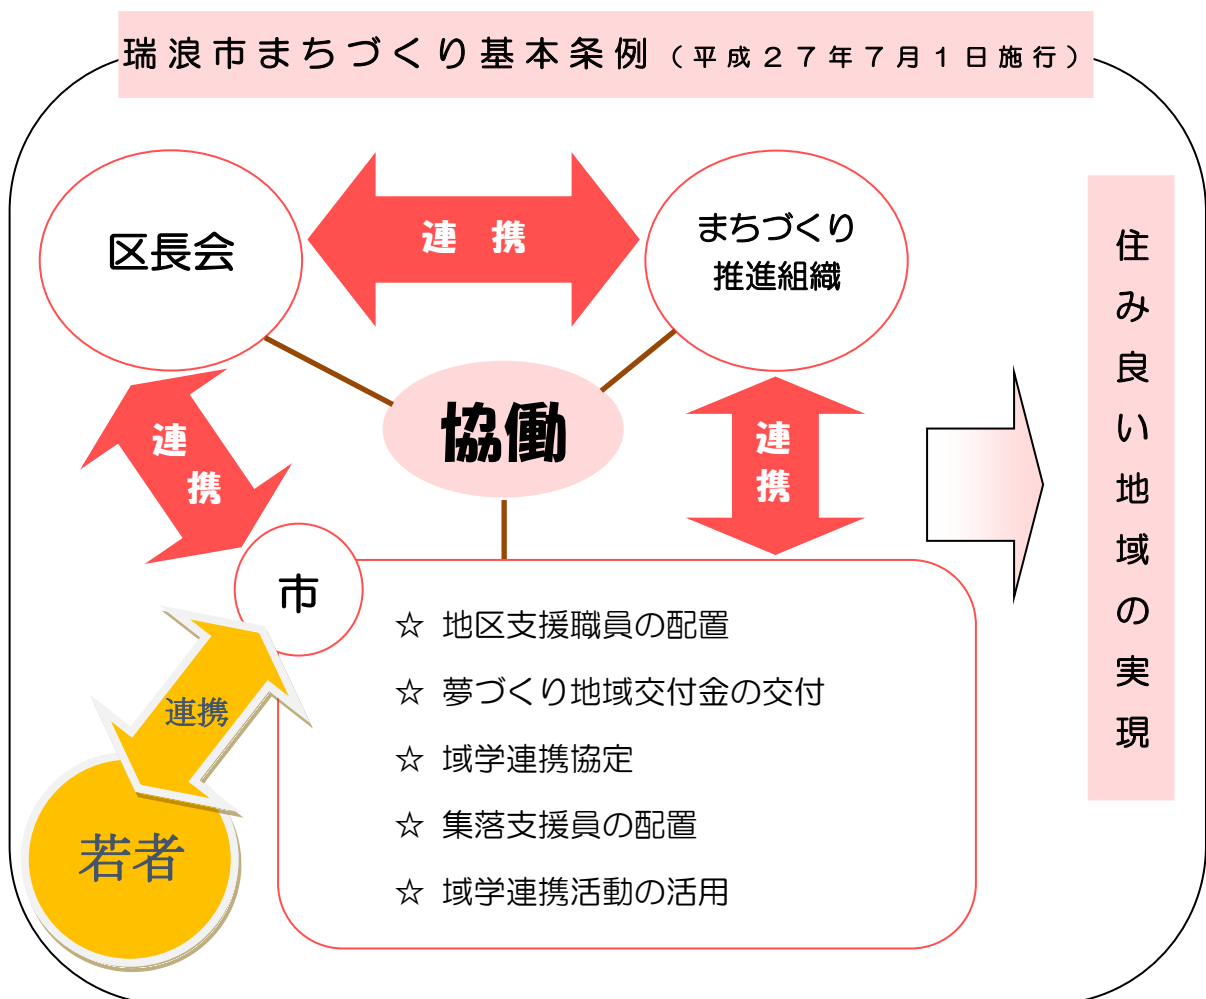 瑞浪市まちづくり基本条例(平成27年7月1日施行)
区長会
連 携
まちづくり
推進組織
協働
連
携
連
携
市
☆ 地区支援職員の配置
☆ 夢づくり地域交付金の交付
☆ 域学連携協定
☆ 集落支援員の配置
☆ 域学連携活動の活用
連携
若者
住み良い地域の実現